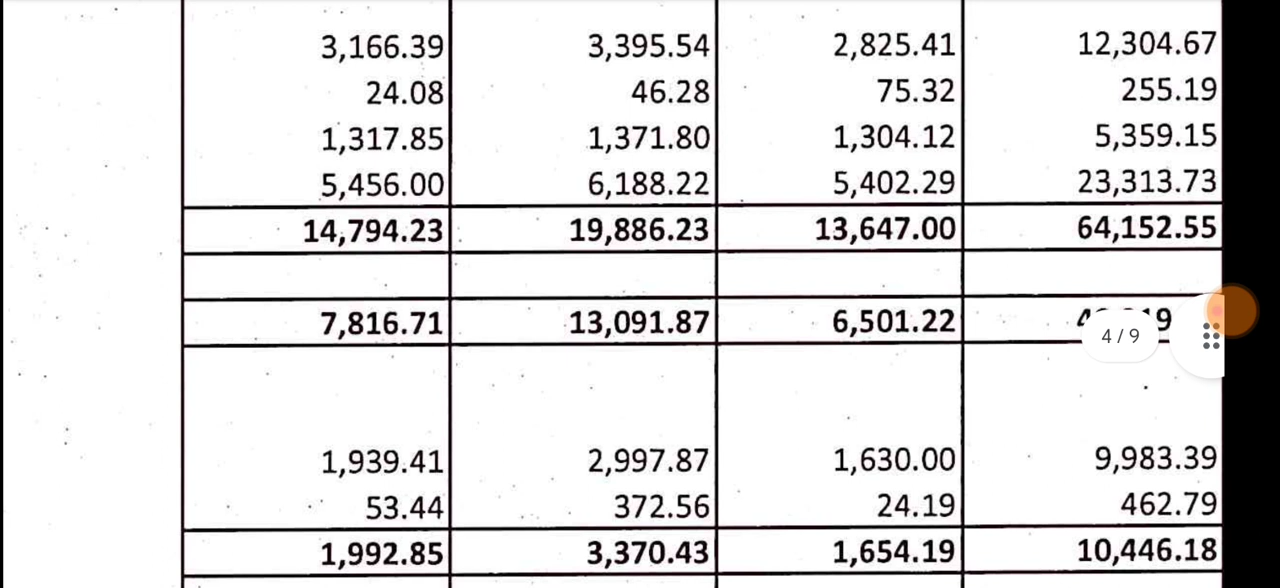 3,166.39 3,395.54 2,825.41 12,304.67
24.08 46.28 75.32 255.19
1,317.85 1,371.80 1,304.12 5,359.15
5,456.00 6,188.22 5,402.29 23,313.73
14,794.23 19,886.23 13,647.00 64,152.55
7,816.71 13,091.87 6,501.22
4/9
1,939.41 2,997.87 1,630.00 9,983.39
53.44 372.56 24.19 462.79
1,992.85 3,370.43 1,654.19 10,446.18